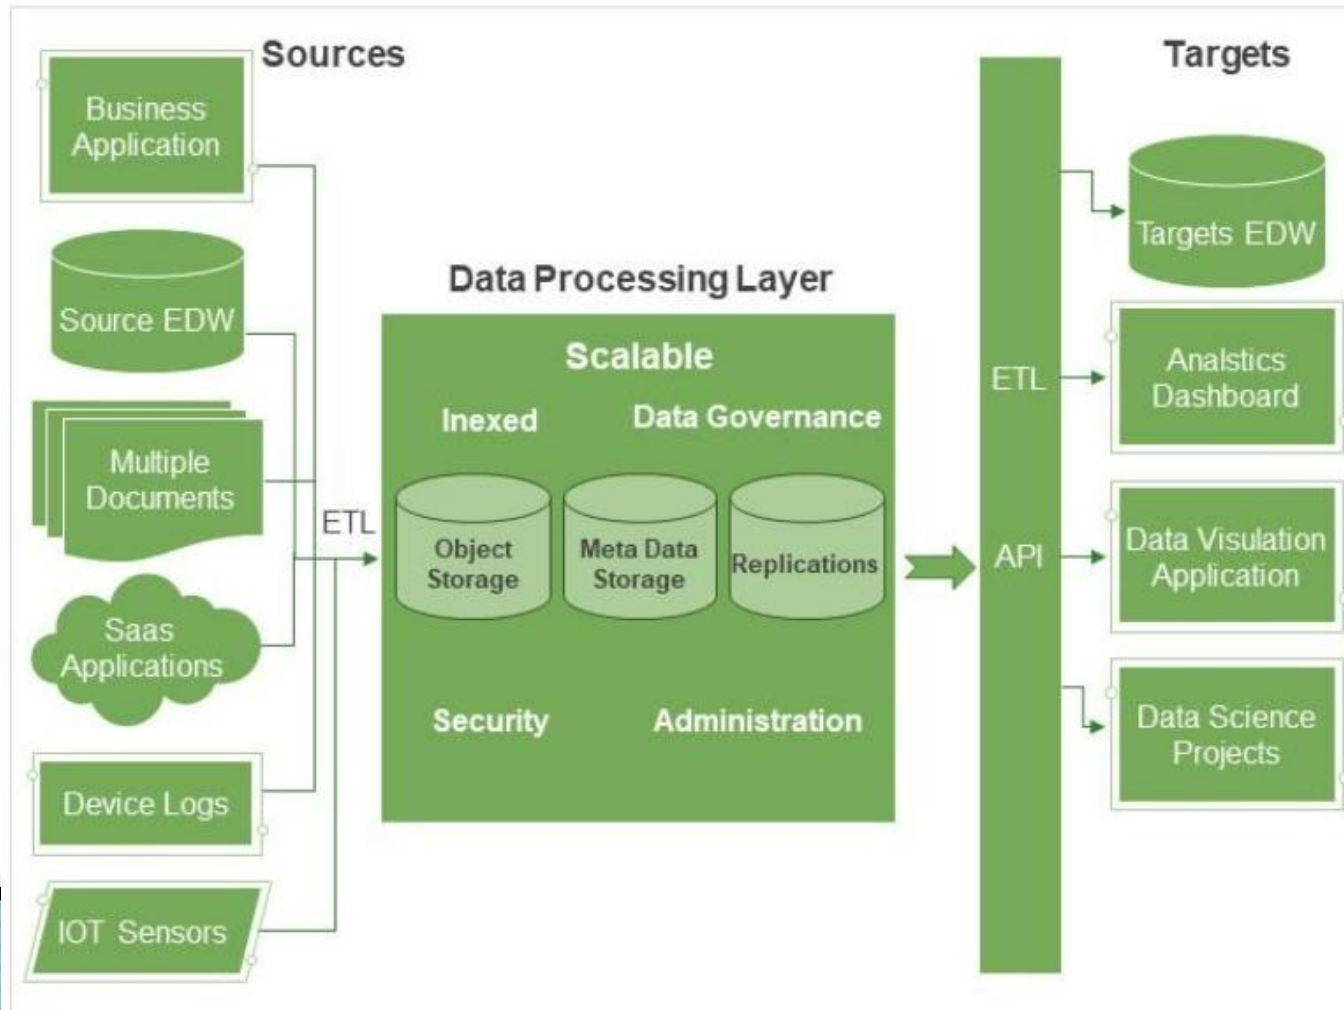 Sources
Business
Application
Source EDW
Multiple
Documents
Saas
Applications
Device Logs
IOT Sensors
ETL
Data Processing Layer
Scalable
Inexed
Data Governance
Object
Storage
Meta Data
Storage
Replications
Security
Administration
ETL
API
Targets
Targets EDW
Analstics
Dashboard
Data Visulation
Application
Data Science
Projects